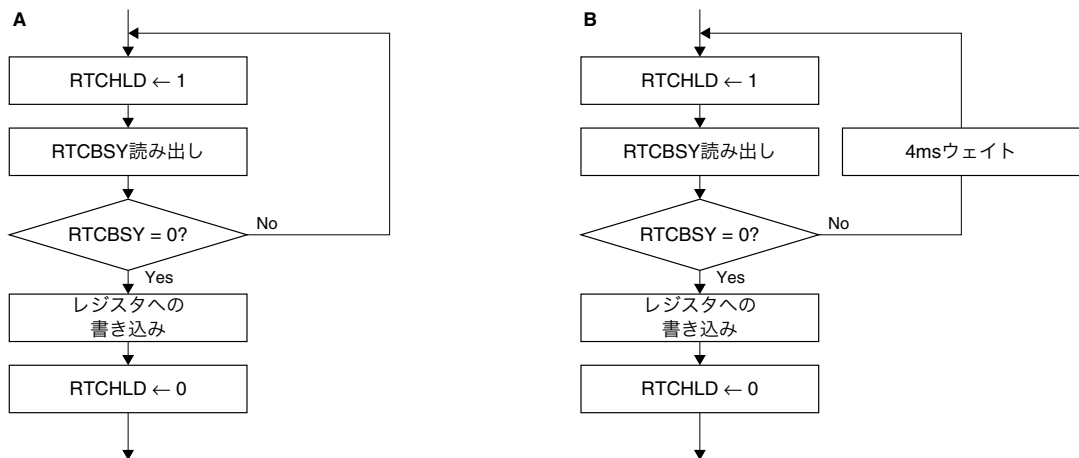 A
RTCHLD ← 1
RTCBSY読み出し
RTCBSY = 0?
No
Yes
レジスタへの
書き込み
RTCHLD ← 0
B
RTCHLD ← 1
RTCBSY読み出し
4msウェイト
RTCBSY = 0?
No
Yes
レジスタへの
書き込み
RTCHLD ← 0